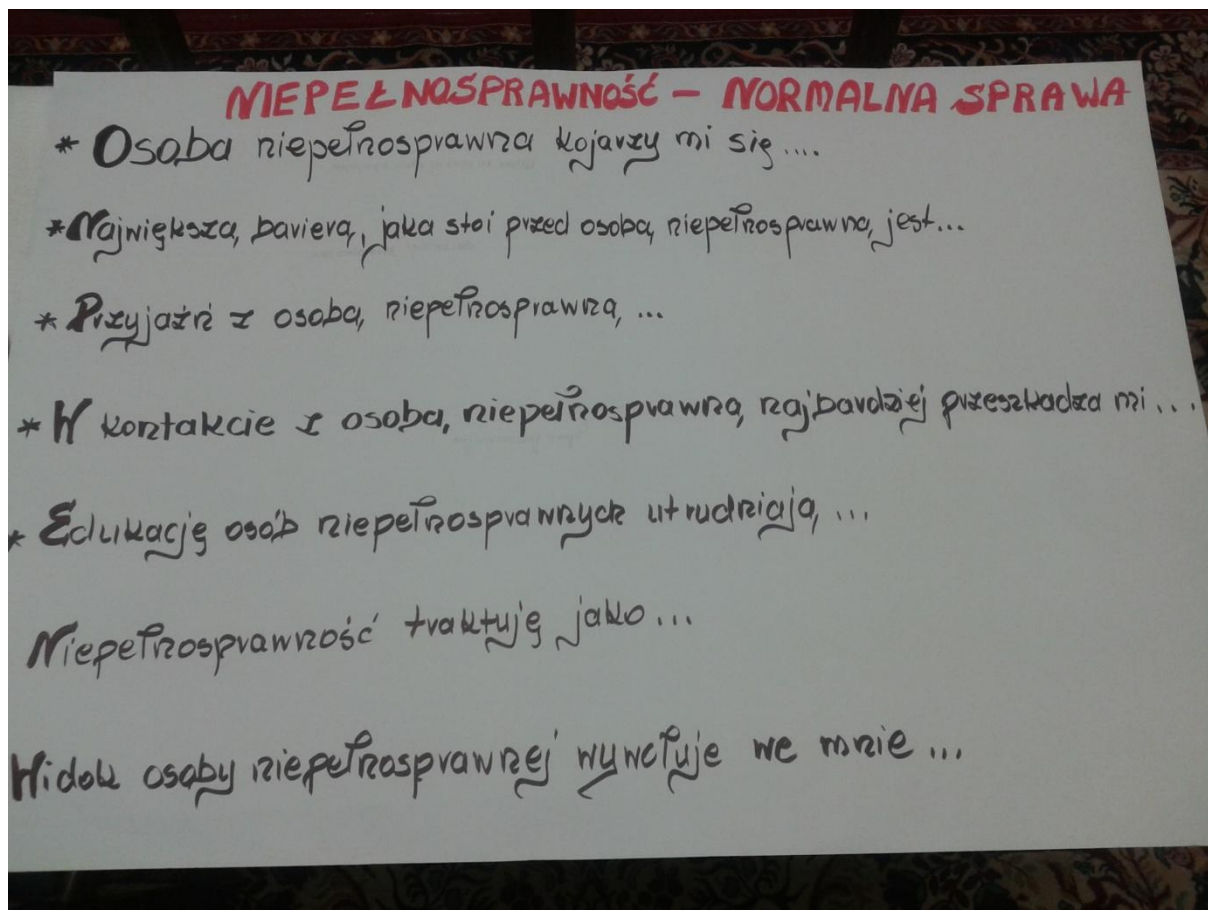 NIEPEŁNOSPRAWNOŚĆ – NORMALNA SPRAWA
* Osoba niepełnosprawna kojarzy mi się....
* Największą barierą, jaka stoi przed osobą niepełnosprawną jest...
* Przyjaźń z osobą niepełnosprawną ...
* W kontakcie z osobą niepełnosprawną najbardziej przeszkadza mi...
* Edukację osób niepełnosprawnych utrudniają ...
Niepełnosprawność traktuję jako...
Widok osoby niepełnosprawnej wywołuje we mnie ...